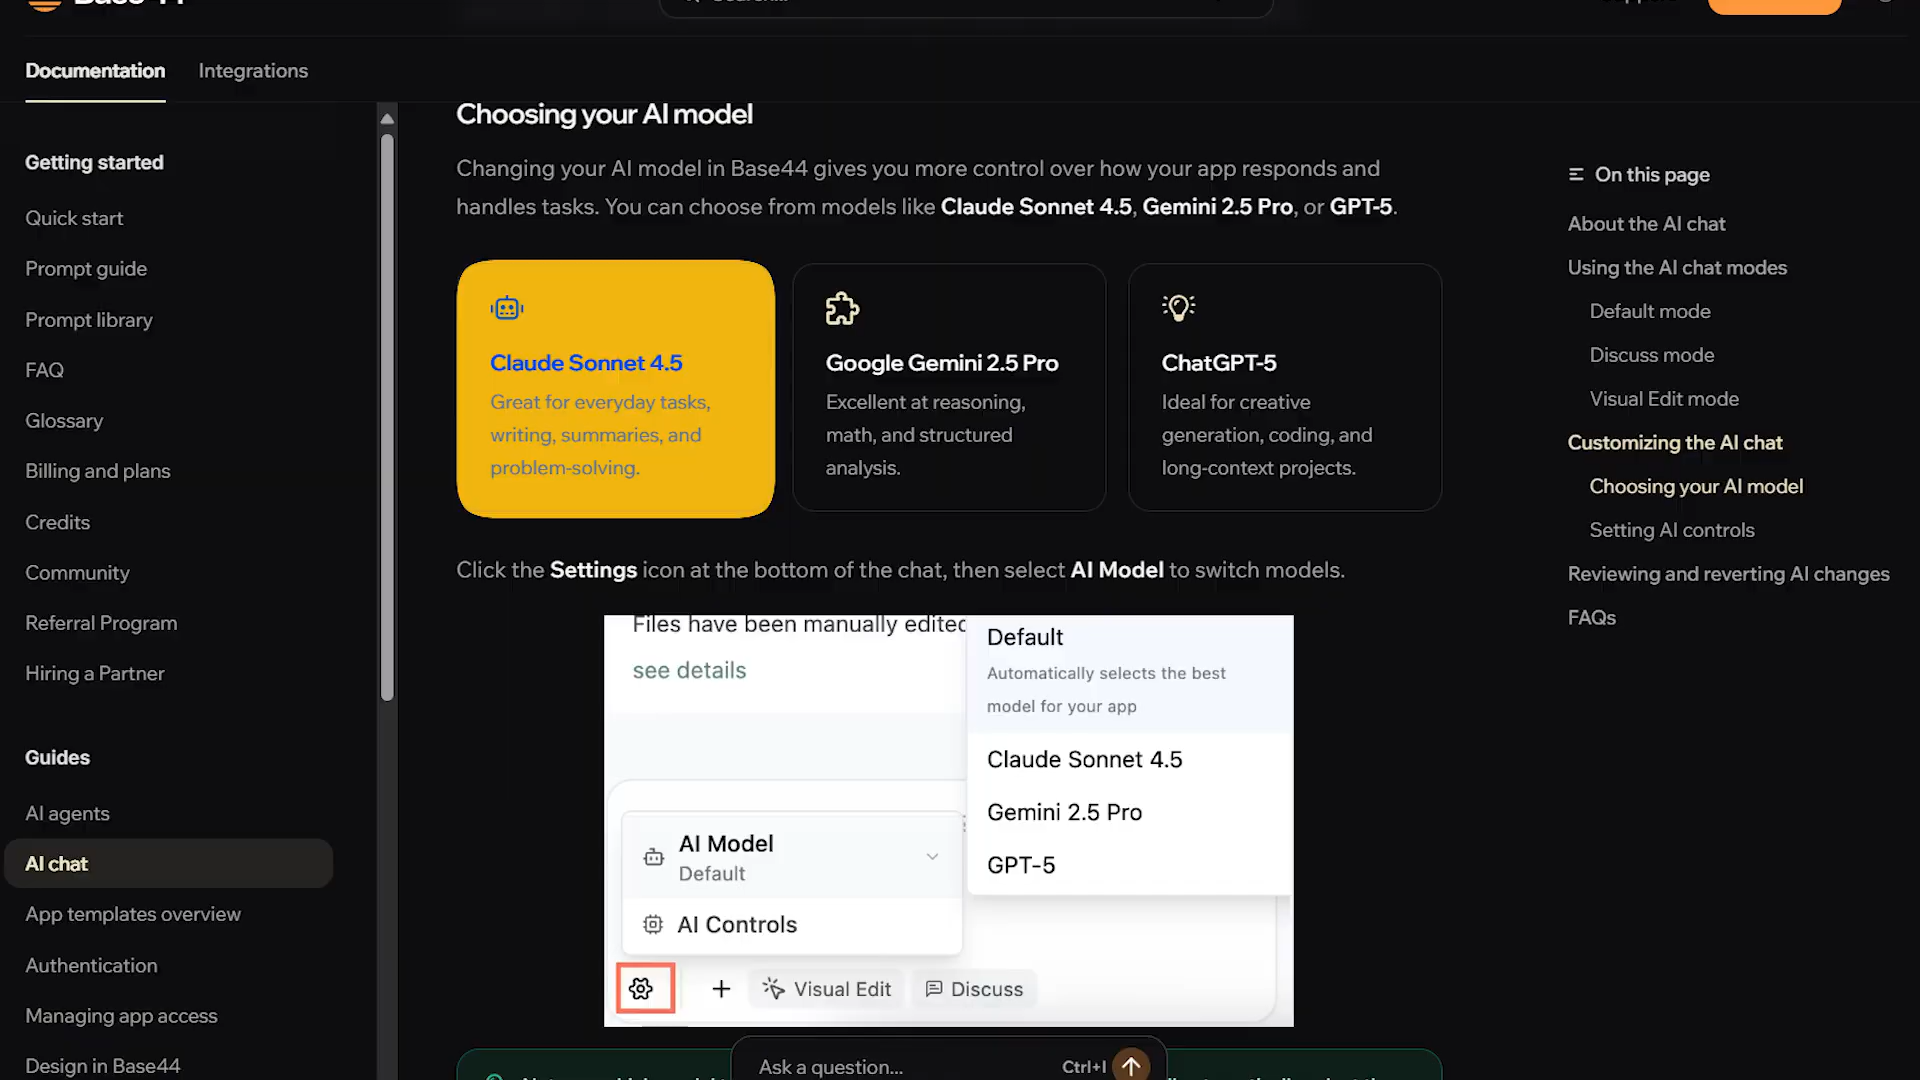 Documentation
Integrations
Getting started
Quick start
Prompt guide
Prompt library
FAQ
Glossary
Billing and plans
Credits
Community
Referral Program
Hiring a Partner
Guides
AI agents
AI chat
App templates overview
Authentication
Managing app access
Design in Base44
Choosing your AI model
Changing your AI model in Base44 gives you more control over how your app responds and
handles tasks. You can choose from models like Claude Sonnet 4.5, Gemini 2.5 Pro, or GPT-5.
Claude Sonnet 4.5
Great for everyday tasks,
writing, summaries, and
problem-solving.
Google Gemini 2.5 Pro
Excellent at reasoning,
math, and structured
analysis.
ChatGPT-5
Ideal for creative
generation, coding, and
long-context projects.
Click the Settings icon at the bottom of the chat, then select AI Model to switch models.
Files have been manually edited
see details
Default
Automatically selects the best
model for your app
Claude Sonnet 4.5
Gemini 2.5 Pro
GPT-5
AI Model
Default
AI Controls
Visual Edit
Discuss
Ask a question...
Ctrl+I
On this page
About the AI chat
Using the AI chat modes
Default mode
Discuss mode
Visual Edit mode
Customizing the AI chat
Choosing your AI model
Setting AI controls
Reviewing and reverting AI changes
FAQs